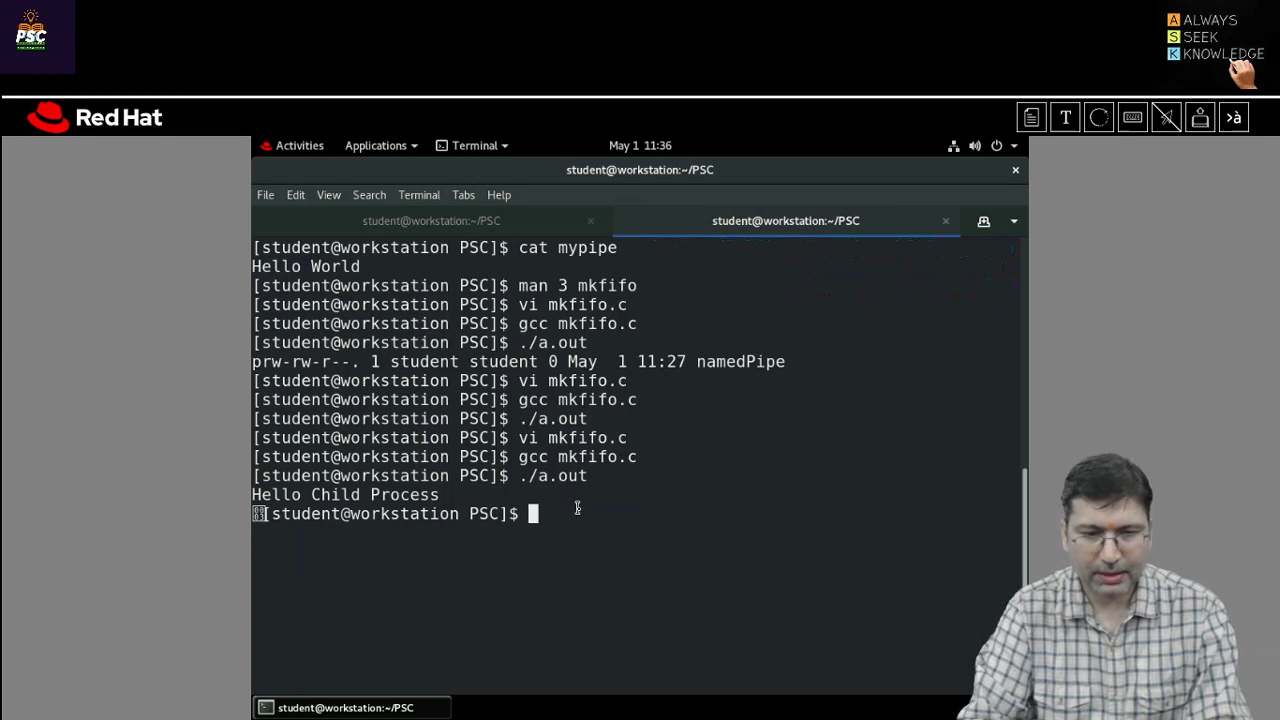 PSC
A ALWAYS
S SEEK
K KNOWLEDGE
Red Hat
T
>à
Activities Applications Terminal May 1 11:36
student@workstation:~/PSC
File Edit View Search Terminal Tabs Help
student@workstation:~/PSC student@workstation:~/PSC
[student@workstation PSC]$ cat mypipe
Hello World
[student@workstation PSC]$ man 3 mkfifo
[student@workstation PSC]$ vi mkfifo.c
[student@workstation PSC]$ gcc mkfifo.c
[student@workstation PSC]$ ./a.out
prw-rw-r--. 1 student student 0 May  1 11:27 namedPipe
[student@workstation PSC]$ vi mkfifo.c
[student@workstation PSC]$ gcc mkfifo.c
[student@workstation PSC]$ ./a.out
[student@workstation PSC]$ vi mkfifo.c
[student@workstation PSC]$ gcc mkfifo.c
[student@workstation PSC]$ ./a.out
Hello Child Process
[student@workstation PSC]$
student@workstation:~/PSC